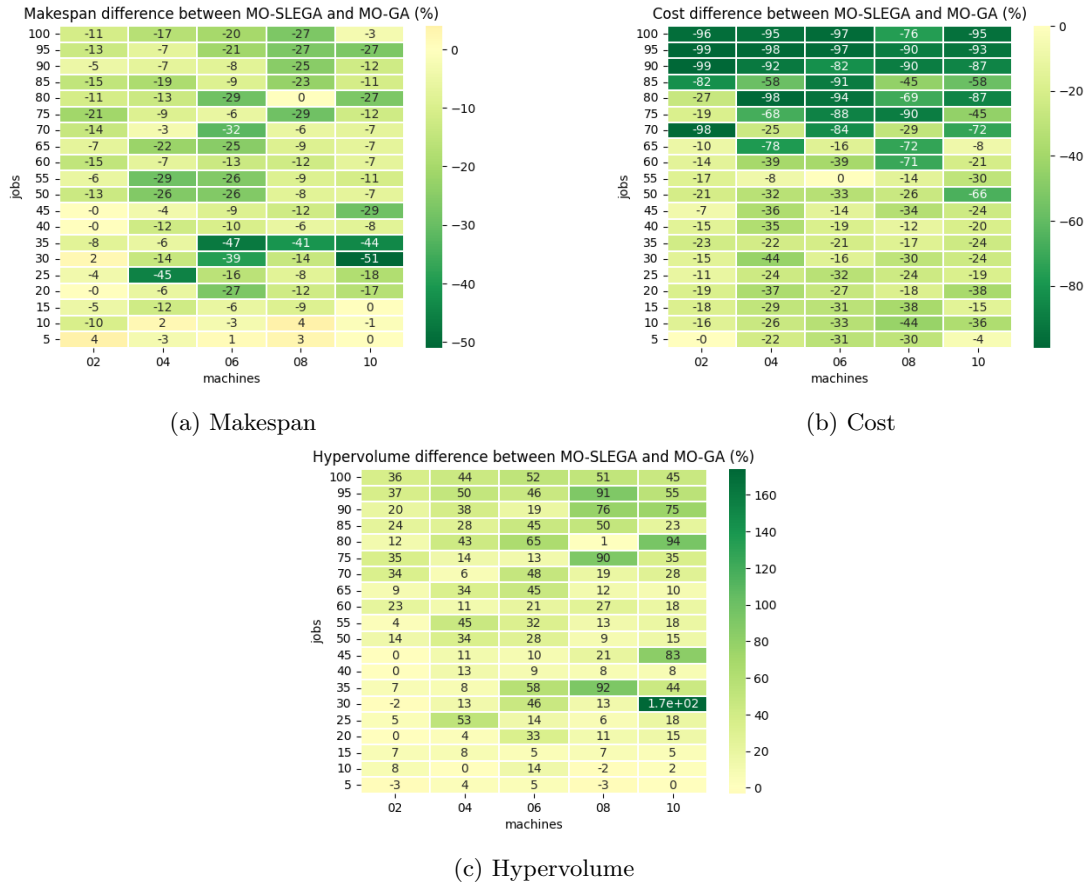 Makespan difference between MO-SLEGA and MO-GA (%)
100 -11 -17 -20 -27 -3
95 -13 -7 -21 -27 -27
90 -5 -7 -8 -25 -12
85 -15 -19 -9 -23 -11
80 -11 -13 -29 0 -27
75 -21 -9 -6 -29 -12
70 -14 -3 -32 -6 -7
65 -7 -22 -25 -9 -7
60 -15 -7 -13 -12 -7
55 -6 -29 -26 -9 -11
50 -13 -26 -26 -8 -7
45 -0 -4 -9 -12 -29
40 -0 -12 -10 -6 -8
35 -8 -6 -47 -41 -44
30 2 -14 -39 -14 -51
25 -4 -45 -16 -8 -18
20 -0 -6 -27 -12 -17
15 -5 -12 -6 -9 0
10 -10 2 -3 4 -1
5 4 -3 1 3 0
02 04 06 08 10
machines
jobs
0
−10
−20
−30
−40
−50
(a) Makespan
Cost difference between MO-SLEGA and MO-GA (%)
100 -96 -95 -97 -76 -95
95 -99 -98 -97 -90 -93
90 -99 -92 -82 -90 -87
85 -82 -58 -91 -45 -58
80 -27 -98 -94 -69 -87
75 -19 -68 -88 -90 -45
70 -98 -25 -84 -29 -72
65 -10 -78 -16 -72 -8
60 -14 -39 -39 -71 -21
55 -17 -8 0 -14 -30
50 -21 -32 -33 -26 -66
45 -7 -36 -14 -34 -24
40 -15 -35 -19 -12 -20
35 -23 -22 -21 -17 -24
30 -15 -44 -16 -30 -24
25 -11 -24 -32 -24 -19
20 -19 -37 -27 -18 -38
15 -18 -29 -31 -38 -15
10 -16 -26 -33 -44 -36
5 -0 -22 -31 -30 -4
02 04 06 08 10
machines
jobs
0
−20
−40
−60
−80
(b) Cost
Hypervolume difference between MO-SLEGA and MO-GA (%)
100 36 44 52 51 45
95 37 50 46 91 55
90 20 38 19 76 75
85 24 28 45 50 23
80 12 43 65 1 94
75 35 14 13 90 35
70 34 6 48 19 28
65 9 34 45 12 10
60 23 11 21 27 18
55 4 45 32 13 18
50 14 34 28 9 15
45 0 11 10 21 83
40 0 13 9 8 8
35 7 8 58 92 44
30 -2 13 46 13 1.7e+02
25 5 53 14 6 18
20 0 4 33 11 15
15 7 8 5 7 5
10 8 0 14 -2 2
5 -3 4 5 -3 0
02 04 06 08 10
machines
jobs
160
140
120
100
80
60
40
20
0
(c) Hypervolume